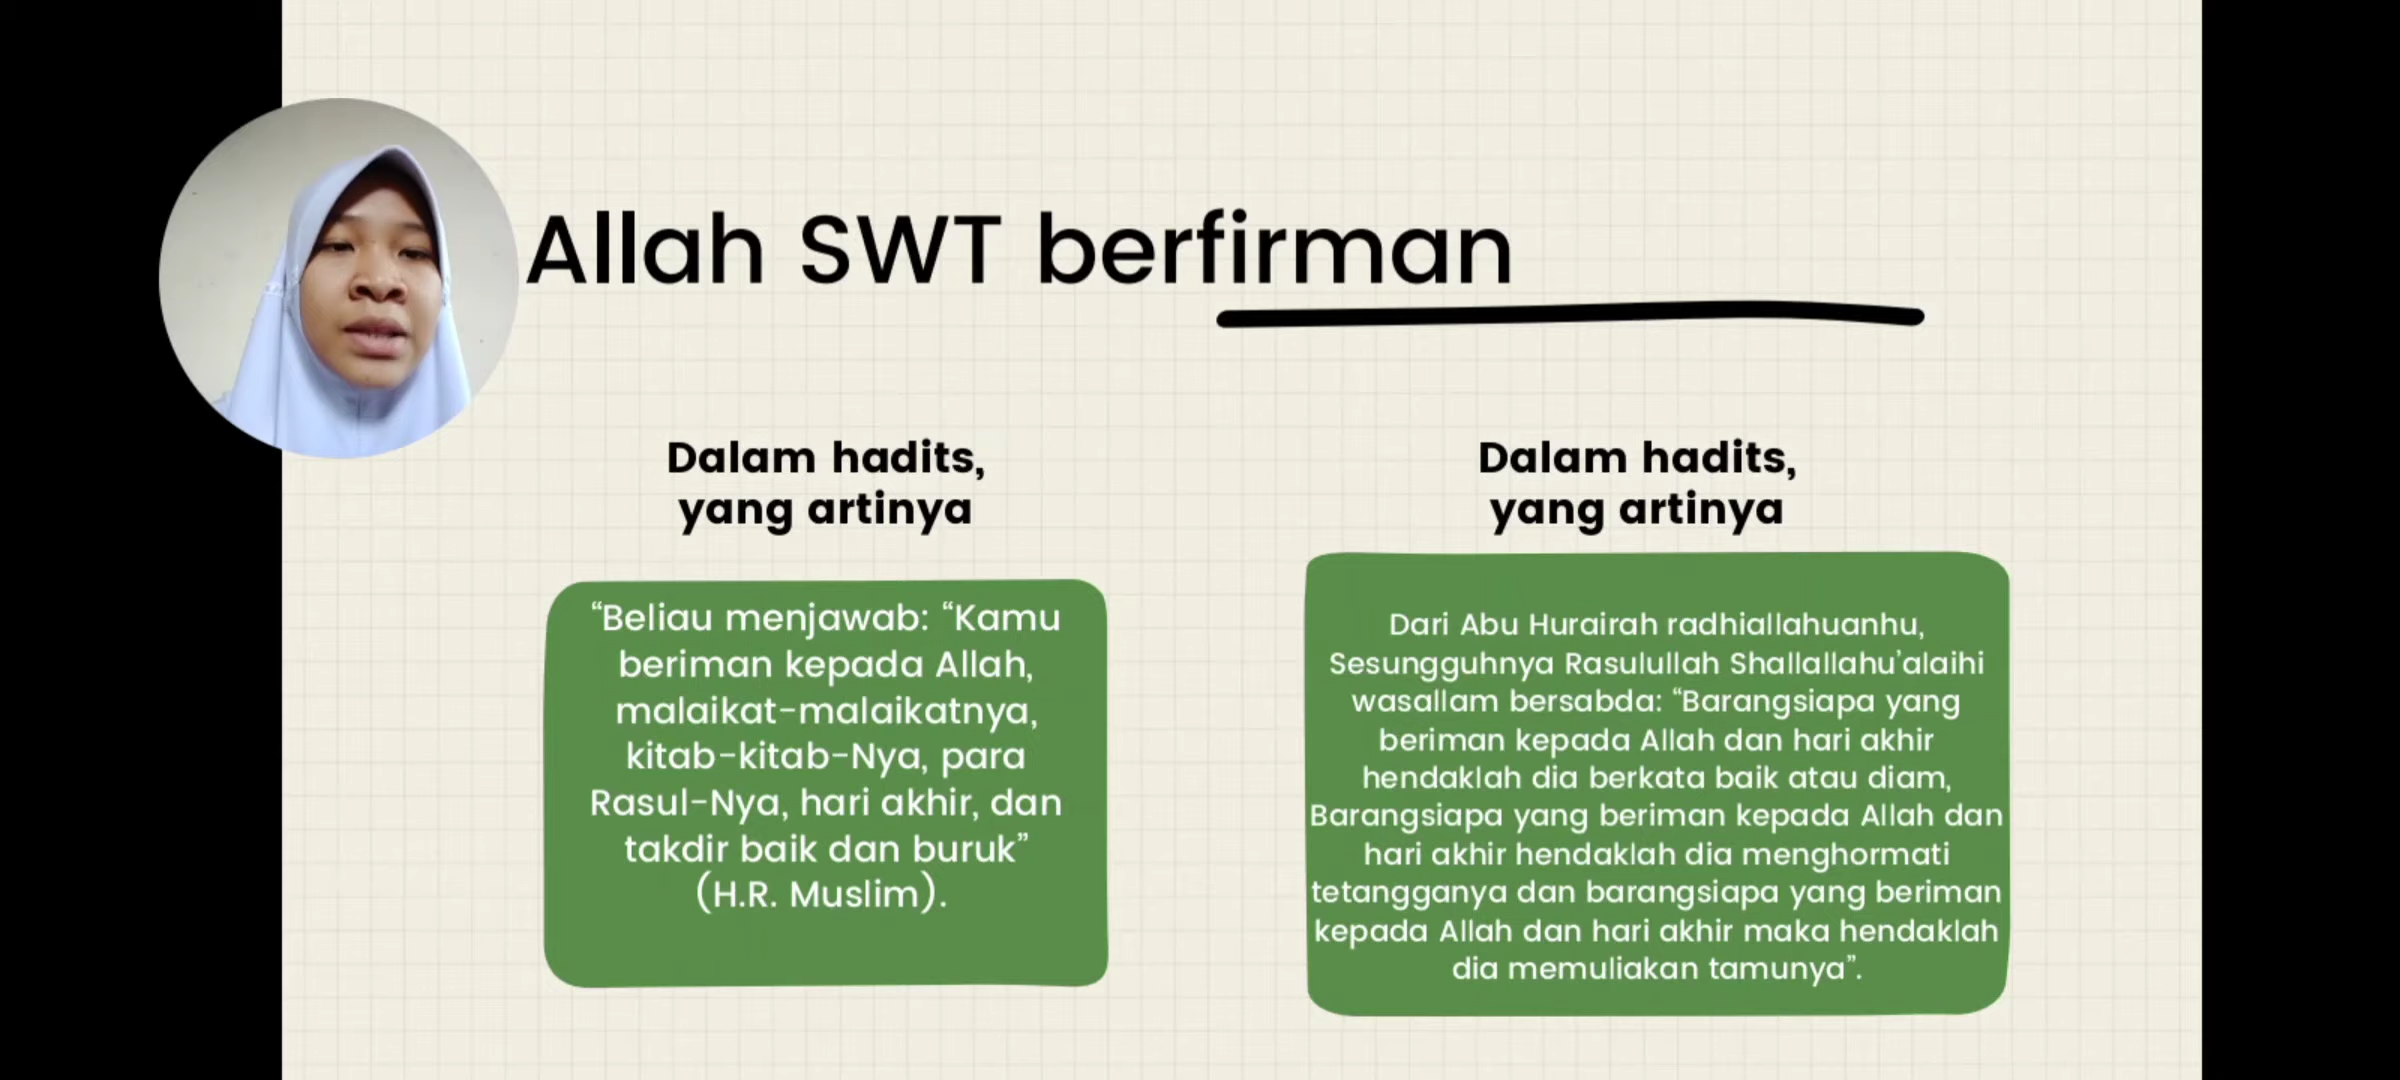 Allah SWT berfirman
Dalam hadits,
yang artinya
“Beliau menjawab: “Kamu
beriman kepada Allah,
malaikat-malaikatnya,
kitab-kitab-Nya, para
Rasul-Nya, hari akhir, dan
takdir baik dan buruk”
(H.R. Muslim).
Dalam hadits,
yang artinya
Dari Abu Hurairah radhiallahuanhu,
Sesungguhnya Rasulullah Shallallahu’alaihi
wasallam bersabda: “Barangsiapa yang
beriman kepada Allah dan hari akhir
hendaklah dia berkata baik atau diam,
Barangsiapa yang beriman kepada Allah dan
hari akhir hendaklah dia menghormati
tetangganya dan barangsiapa yang beriman
kepada Allah dan hari akhir maka hendaklah
dia memuliakan tamunya”.